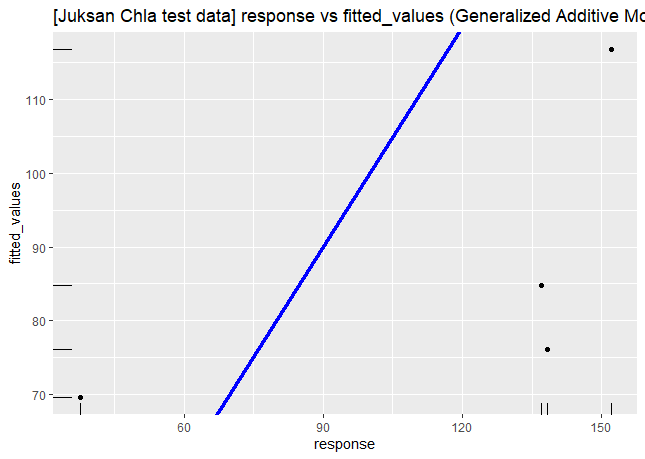 [Juksan Chla test data] response vs fitted_values (Generalized Additive Mo
110
100
90
80
70
fitted_values
60 90 120 150
response